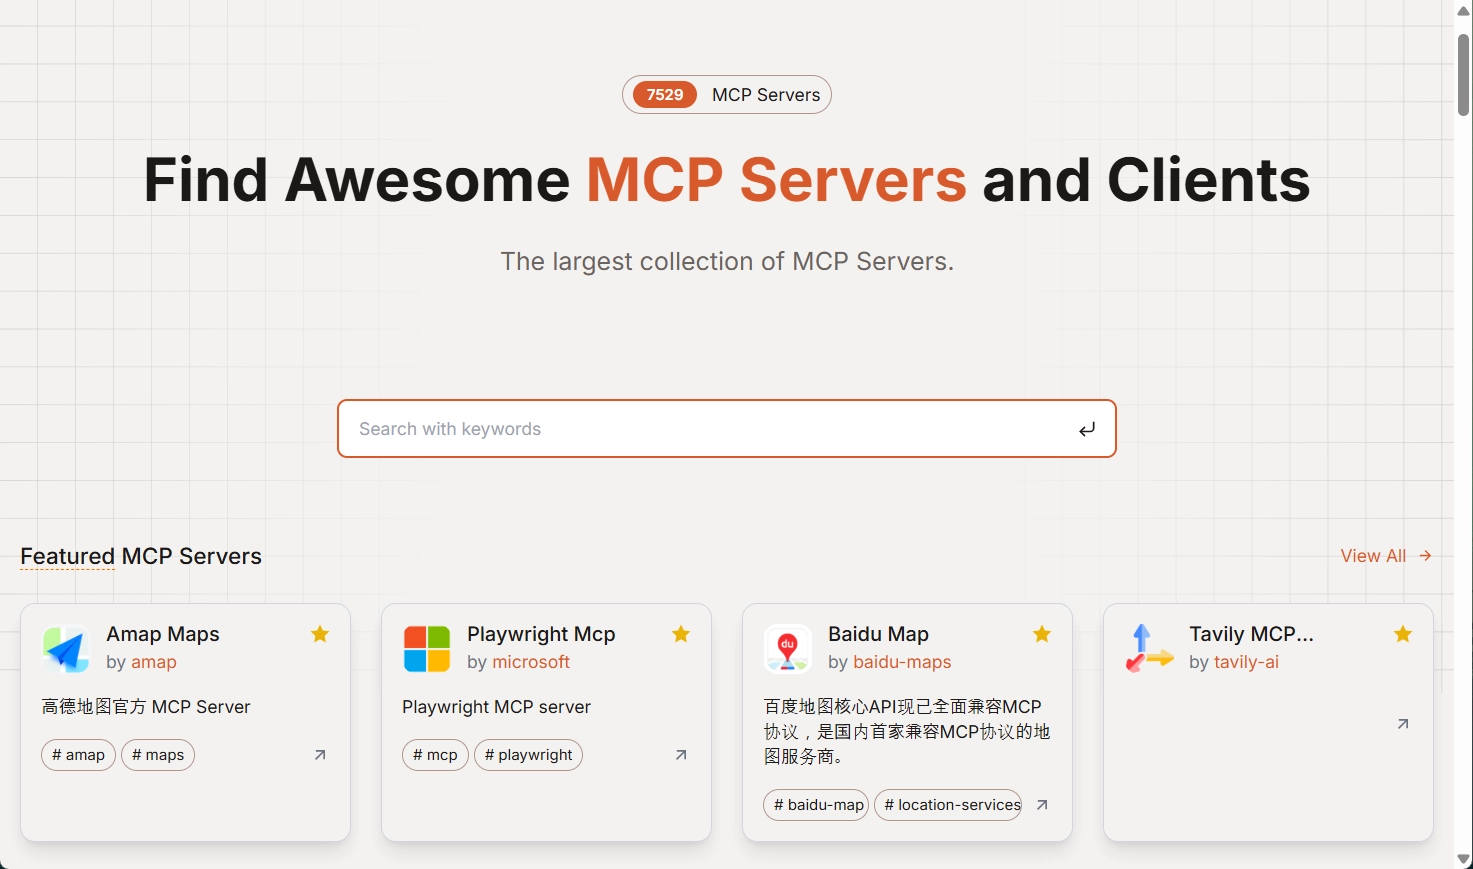 7529 MCP Servers
Find Awesome MCP Servers and Clients
The largest collection of MCP Servers.
Search with keywords
Featured MCP Servers
View All
Amap Maps
by amap
高德地图官方 MCP Server
# amap # maps
Playwright Mcp
by microsoft
Playwright MCP server
# mcp # playwright
Baidu Map
by baidu-maps
du
百度地图核心API现已全面兼容MCP
协议，是国内首家兼容MCP协议的地
图服务商。
# baidu-map # location-services
Tavily MCP...
by tavily-ai